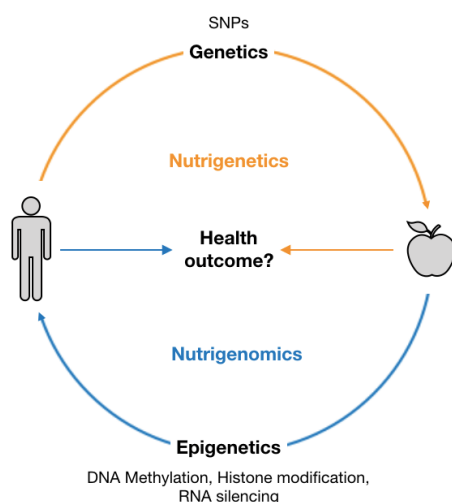 SNPs
Genetics
Nutrigenetics
Health
outcome?
Nutrigenomics
Epigenetics
DNA Methylation, Histone modification,
RNA silencing